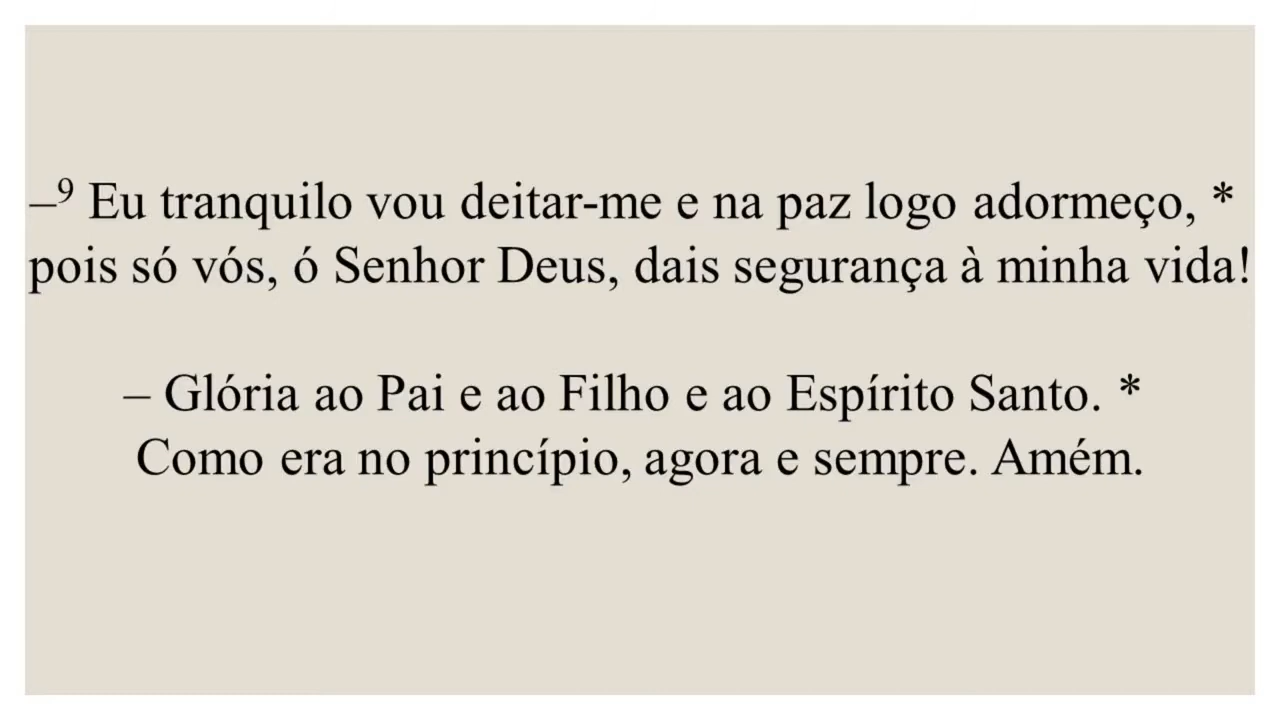 –⁹ Eu tranquilo vou deitar-me e na paz logo adormeço, *
pois só vós, ó Senhor Deus, dais segurança à minha vida!
– Glória ao Pai e ao Filho e ao Espírito Santo. *
Como era no princípio, agora e sempre. Amém.